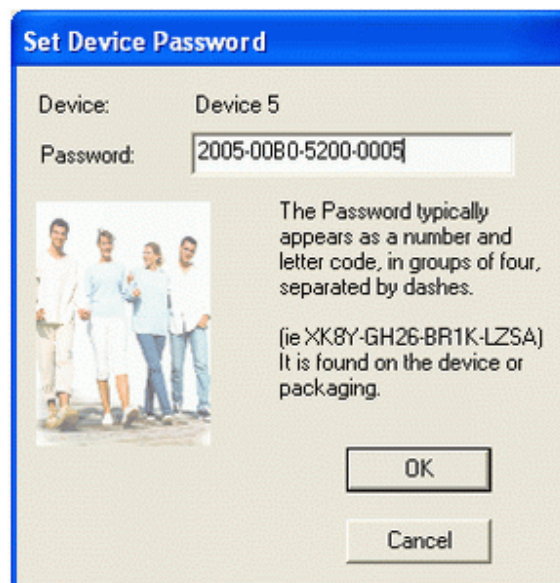 Set Device Password
Device: Device 5
Password: 2005-00B0-5200-0005
The Password typically
appears as a number and
letter code, in groups of four,
separated by dashes.
(ie XK8Y-GH26-BR1K-LZSA)
It is found on the device or
packaging.
OK
Cancel